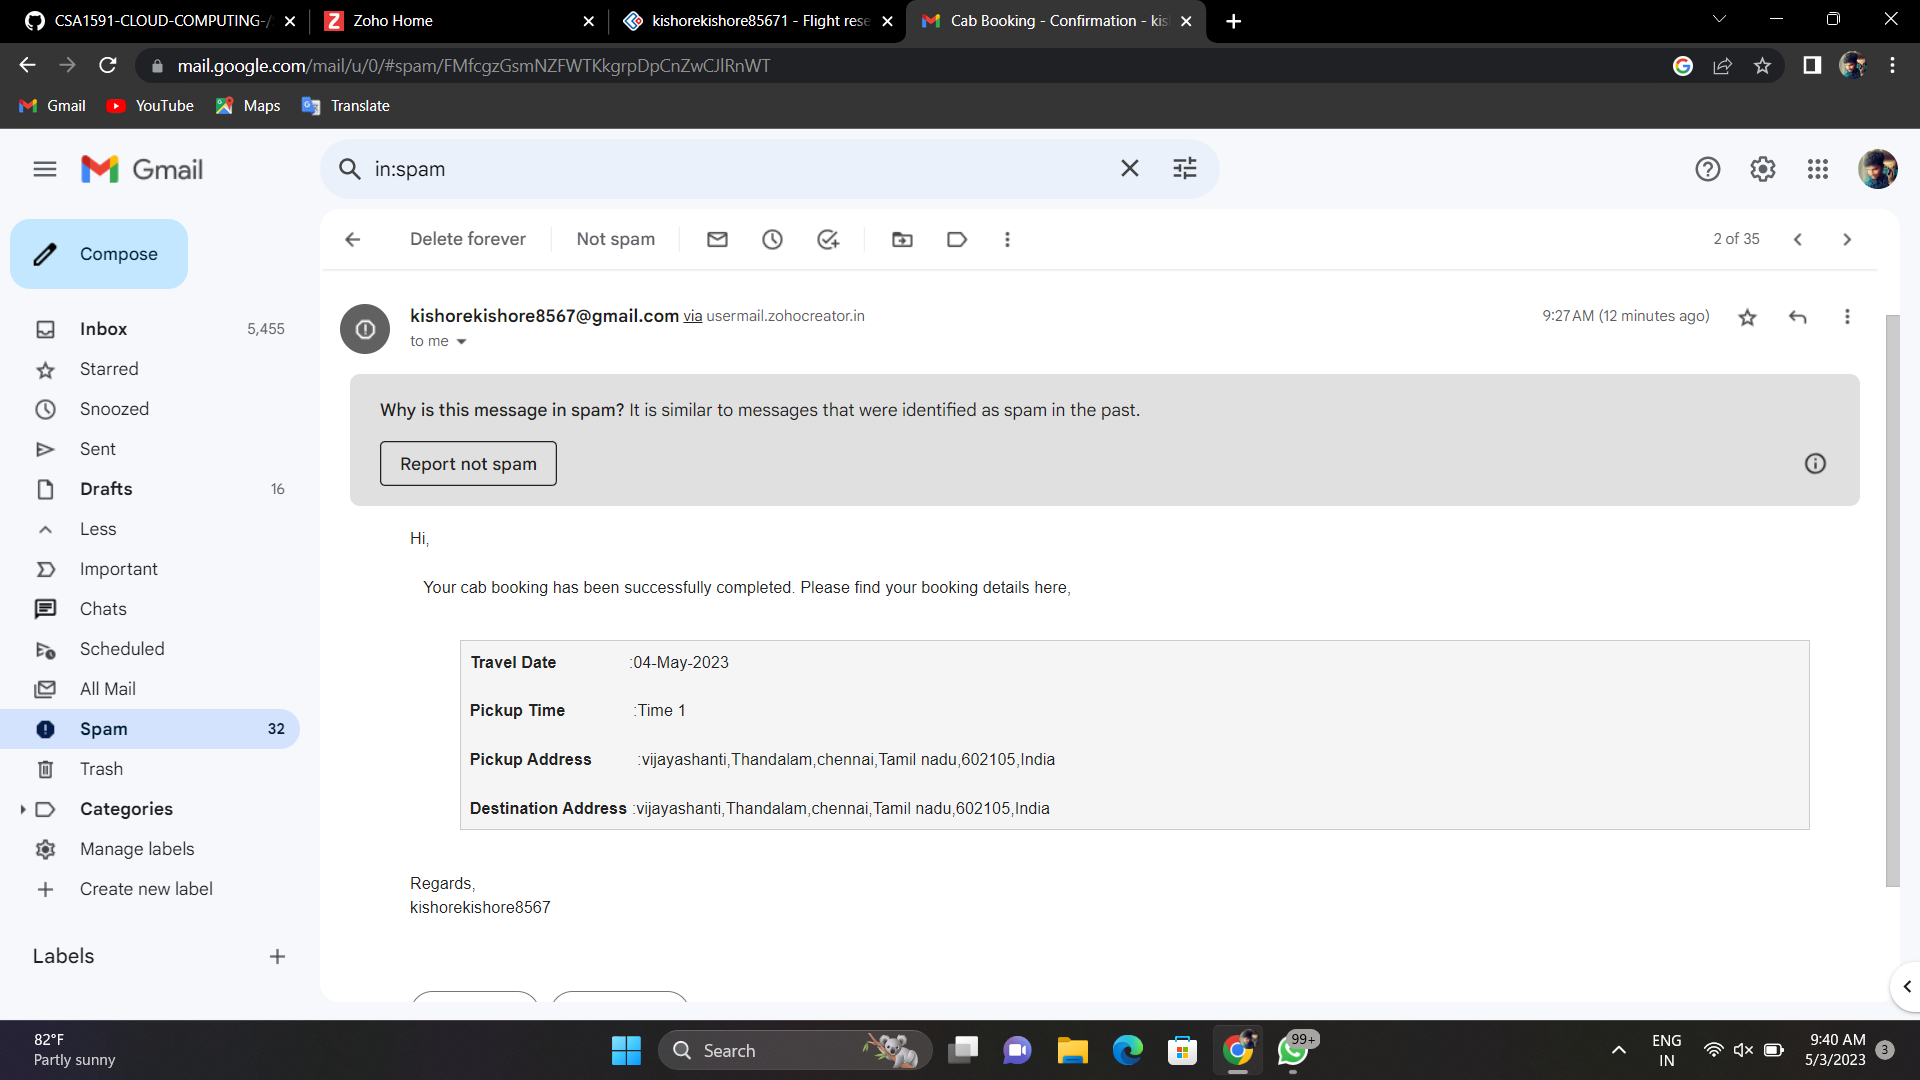 CSA1591-CLOUD-COMPUTING-/
Zoho Home
kishorekishore85671 - Flight rese
Cab Booking - Confirmation - kis
mail.google.com/mail/u/0/#spam/FMfcgzGsmNZFWTKkgrpDpCnZwCJlRnWT
Gmail YouTube Maps Translate
Gmail
in:spam
Compose
Delete forever Not spam 2 of 35
Inbox 5,455
Starred
Snoozed
Sent
Drafts 16
Less
Important
Chats
Scheduled
All Mail
Spam 32
Trash
Categories
Manage labels
Create new label
Labels
kishorekishore8567@gmail.com via usermail.zohocreator.in 9:27 AM (12 minutes ago)
to me
Why is this message in spam? It is similar to messages that were identified as spam in the past.
Report not spam
Hi,
Your cab booking has been successfully completed. Please find your booking details here,
Travel Date :04-May-2023
Pickup Time :Time 1
Pickup Address :vijayashanti,Thandalam,chennai,Tamil nadu,602105,India
Destination Address :vijayashanti,Thandalam,chennai,Tamil nadu,602105,India
Regards,
kishorekishore8567
82°F
Partly sunny
Search
99+
ENG
IN
9:40 AM
5/3/2023
3